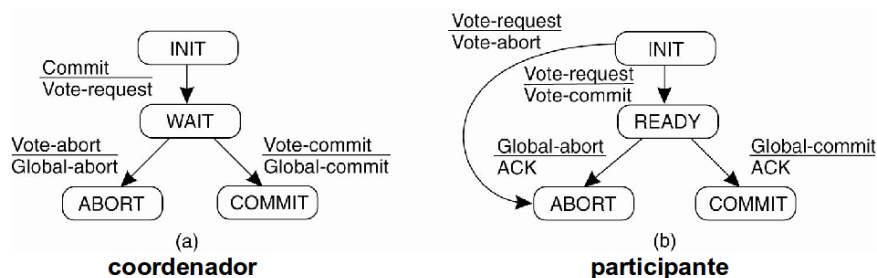 INIT
Commit
Vote-request
WAIT
Vote-abort
Global-abort
Vote-commit
Global-commit
ABORT
COMMIT
(a)
coordenador
Vote-request
Vote-abort
INIT
Vote-request
Vote-commit
READY
Global-abort
ACK
Global-commit
ACK
ABORT
COMMIT
(b)
participante